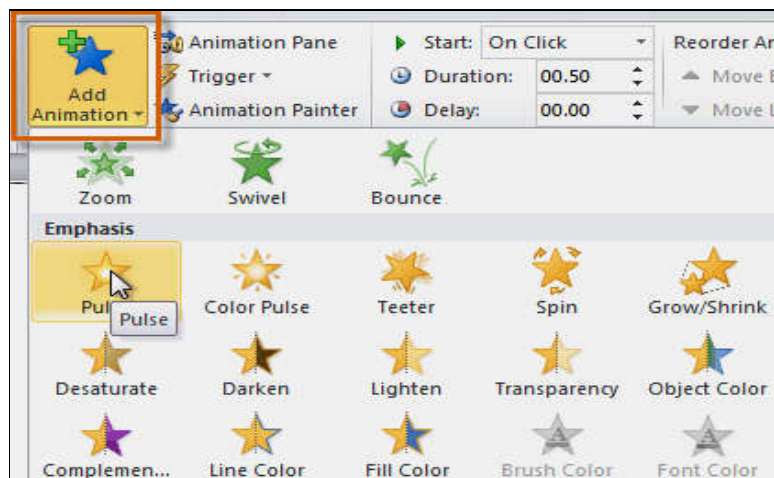 Animation Pane Start: On Click Reorder An
Add Trigger Duration: 00.50 Move E
Animation Animation Painter Delay: 00.00 Move L
Zoom Swivel Bounce
Emphasis
Pul Color Pulse Teeter Spin Grow/Shrink
Pulse
Desaturate Darken Lighten Transparency Object Color
Complemen... Line Color Fill Color Brush Color Font Color